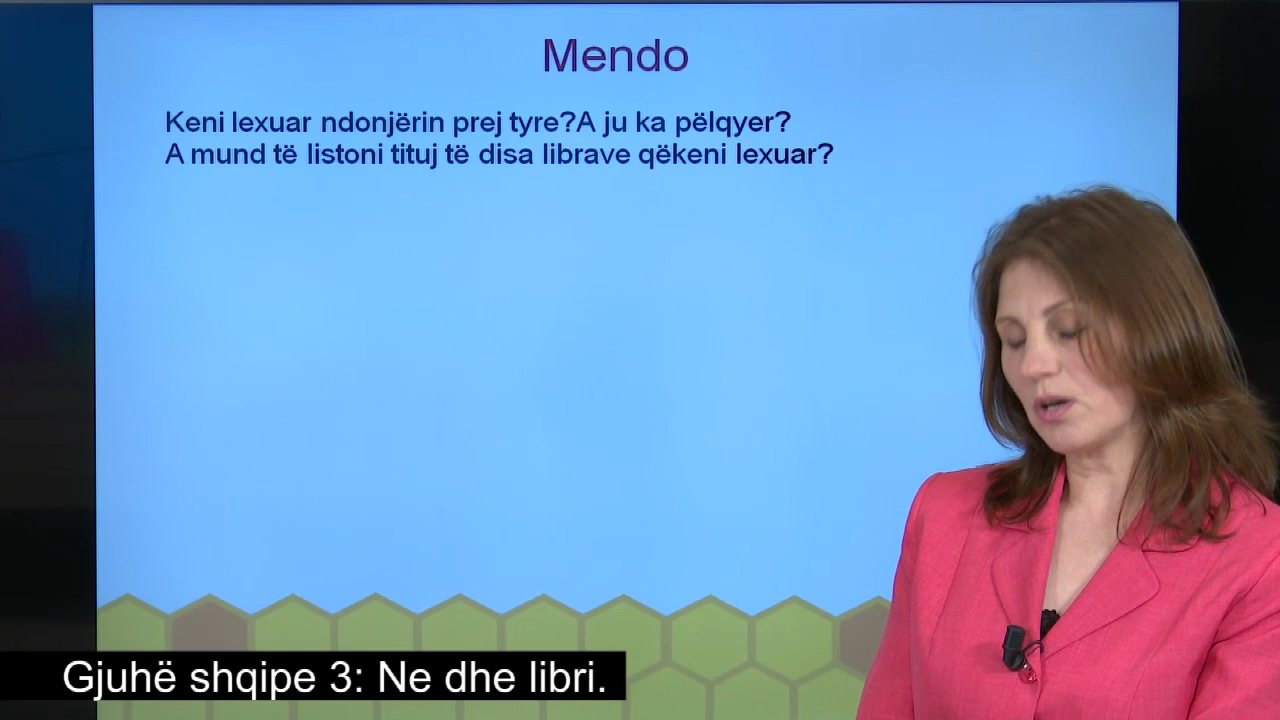 Mendo
Keni lexuar ndonjërin prej tyre?A ju ka pëlqyer?
A mund të listoni tituj të disa librave qëkeni lexuar?
Gjuhë shqipe 3: Ne dhe libri.